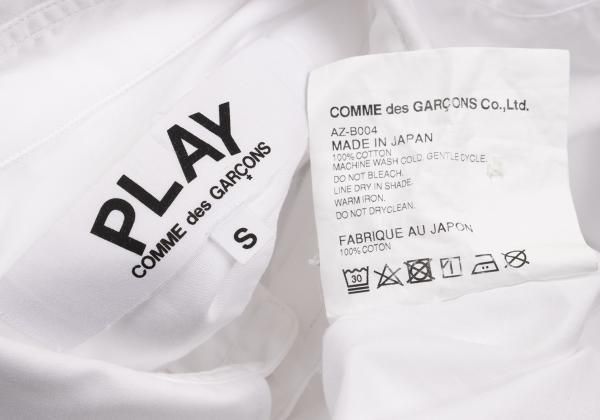 PLAY
COMME des GARÇONS
S
COMME des GARÇONS Co.,Ltd.
AZ-B004
MADE IN JAPAN
100% COTTON
MACHINE WASH COLD. GENTLE CYCLE.
DO NOT BLEACH.
LINE DRY IN SHADE.
WARM IRON.
DO NOT DRYCLEAN.
FABRIQUE AU JAPON
100% COTON
30